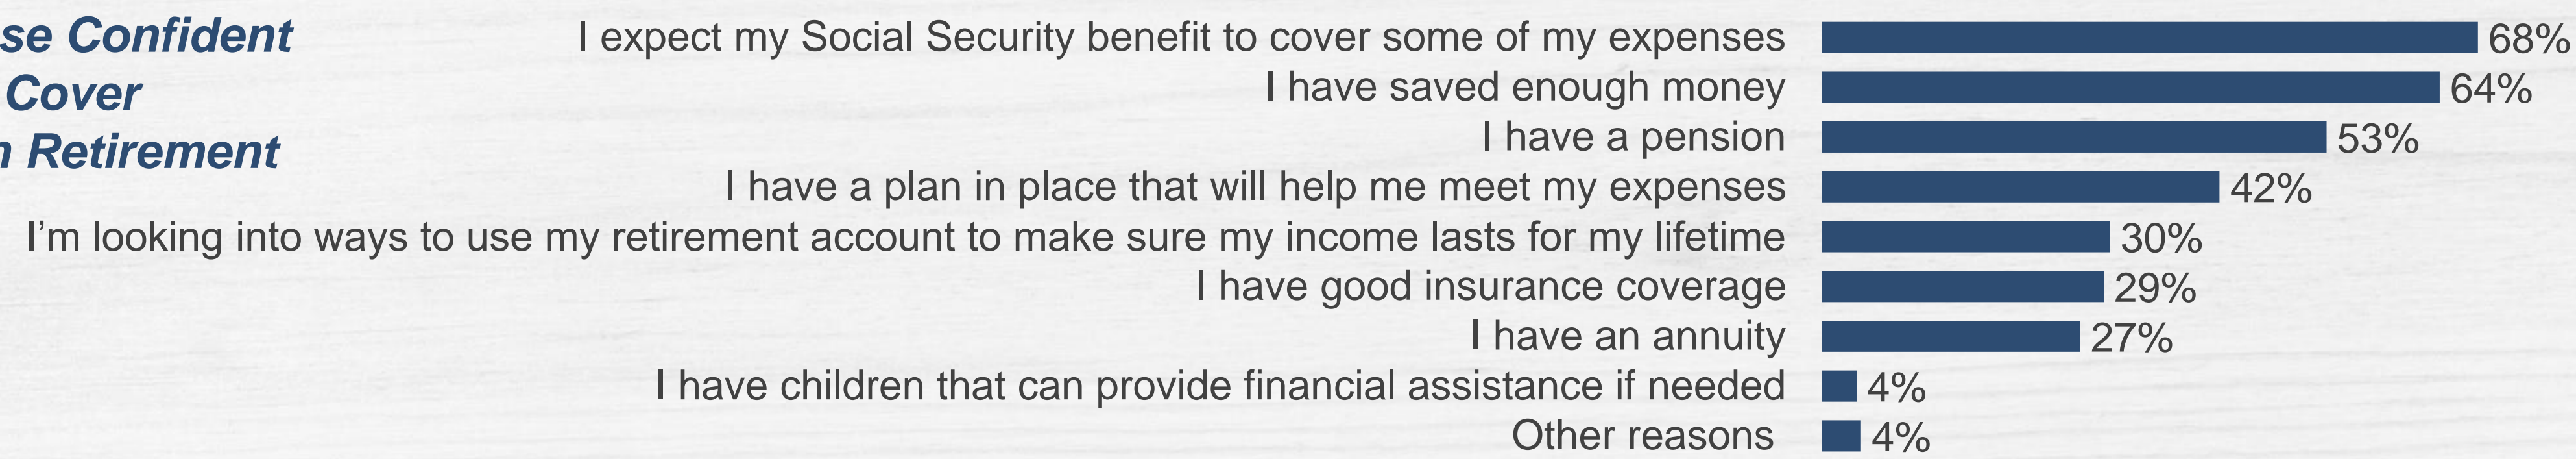 se Confident
Cover
Retirement
I expect my Social Security benefit to cover some of my expenses 68%
I have saved enough money 64%
I have a pension 53%
I have a plan in place that will help me meet my expenses 42%
I’m looking into ways to use my retirement account to make sure my income lasts for my lifetime 30%
I have good insurance coverage 29%
I have an annuity 27%
I have children that can provide financial assistance if needed 4%
Other reasons 4%